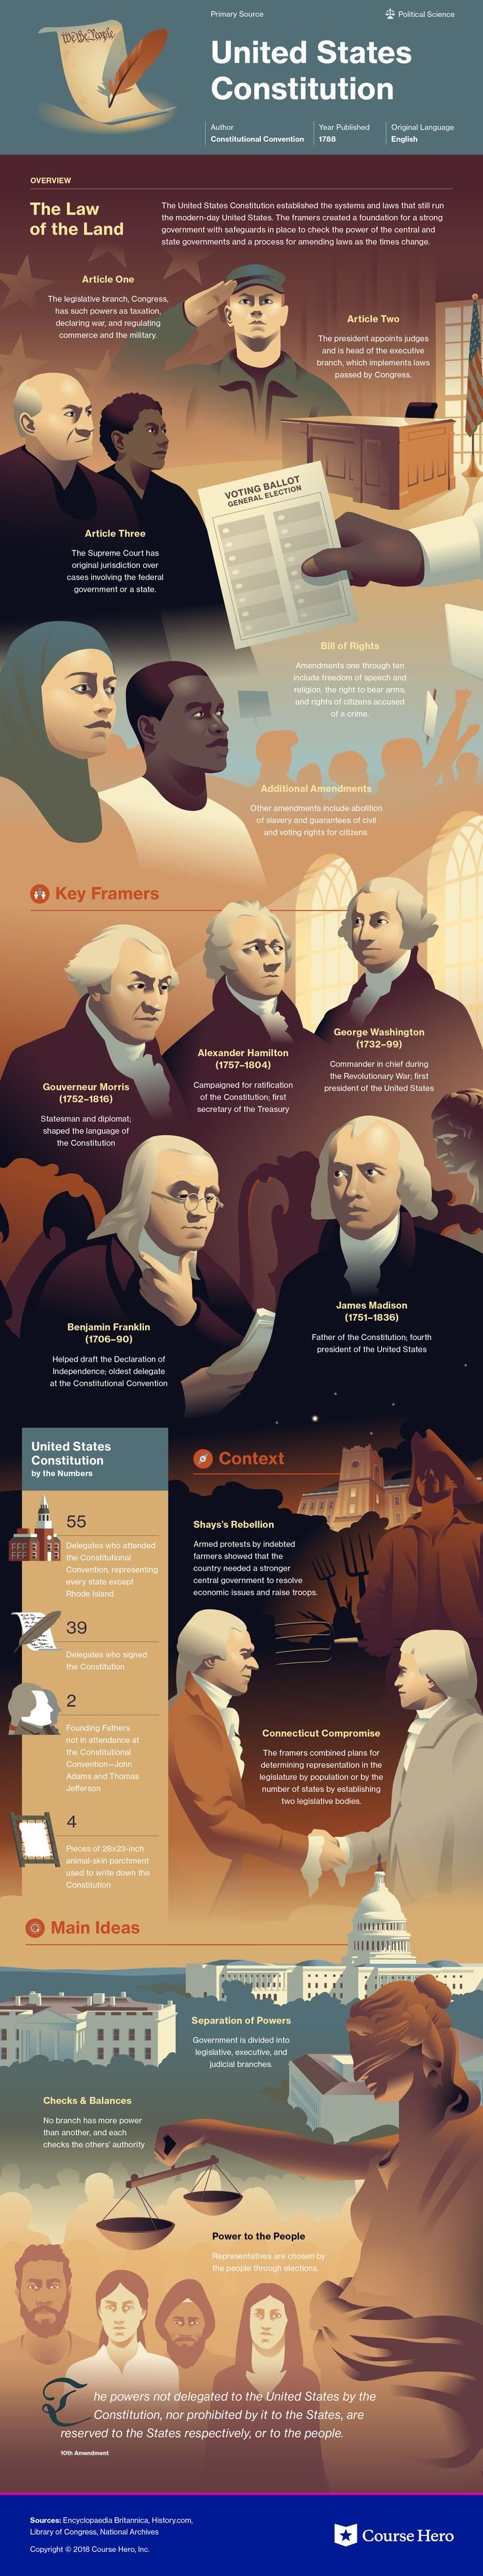 Primary Source
Political Science
We the People
United States
Constitution
Author
Constitutional Convention
Year Published
1788
Original Language
English
OVERVIEW
The Law
of the Land
The United States Constitution established the systems and laws that still run
the modern-day United States. The framers created a foundation for a strong
government with safeguards in place to check the power of the central and
state governments and a process for amending laws as the times change.
Article One
The legislative branch, Congress,
has such powers as taxation,
declaring war, and regulating
commerce and the military.
Article Two
The president appoints judges
and is head of the executive
branch, which implements laws
passed by Congress.
VOTING BALLOT
GENERAL ELECTION
Article Three
The Supreme Court has
original jurisdiction over
cases involving the federal
government or a state.
Bill of Rights
Amendments one through ten
include freedom of speech and
religion, the right to bear arms,
and rights of citizens accused
of a crime.
Additional Amendments
Other amendments include abolition
of slavery and guarantees of civil
and voting rights for citizens.
Key Framers
George Washington
(1732–99)
Commander in chief during
the Revolutionary War; first
president of the United States
Alexander Hamilton
(1757–1804)
Campaigned for ratification
of the Constitution; first
secretary of the Treasury
Gouverneur Morris
(1752–1816)
Statesman and diplomat;
shaped the language of
the Constitution
James Madison
(1751–1836)
Father of the Constitution; fourth
president of the United States
Benjamin Franklin
(1706–90)
Helped draft the Declaration of
Independence; oldest delegate
at the Constitutional Convention
United States
Constitution
by the Numbers
55
Delegates who attended
the Constitutional
Convention, representing
every state except
Rhode Island
39
Delegates who signed
the Constitution
2
Founding Fathers
not in attendance at
the Constitutional
Convention—John
Adams and Thomas
Jefferson
4
Pieces of 28x23-inch
animal-skin parchment
used to write down the
Constitution
Context
Shays's Rebellion
Armed protests by indebted
farmers showed that the
country needed a stronger
central government to resolve
economic issues and raise troops.
Connecticut Compromise
The framers combined plans for
determining representation in the
legislature by population or by the
number of states by establishing
two legislative bodies.
Main Ideas
Separation of Powers
Government is divided into
legislative, executive, and
judicial branches.
Checks & Balances
No branch has more power
than another, and each
checks the others' authority
Power to the People
Representatives are chosen by
the people through elections.
The powers not delegated to the United States by the
Constitution, nor prohibited by it to the States, are
reserved to the States respectively, or to the people.
10th Amendment
Sources: Encyclopaedia Britannica, History.com,
Library of Congress, National Archives
Copyright © 2018 Course Hero, Inc.
Course Hero